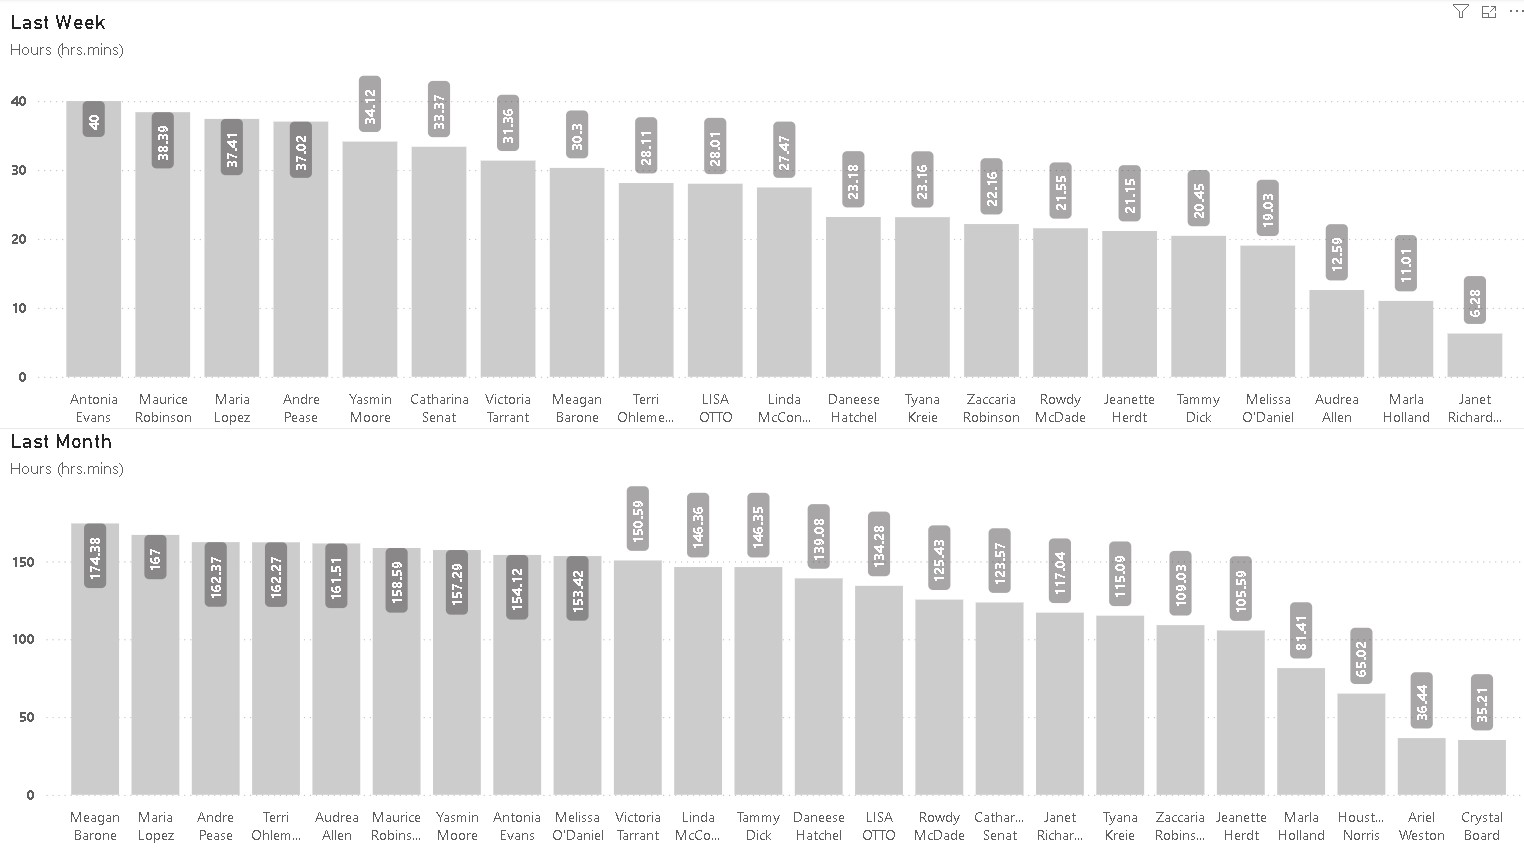 Last Week
Hours (hrs.mins)
40
30
20
10
0
40
38.39
37.41
37.02
34.12
33.37
31.36
30.3
28.11
28.01
27.47
23.18
23.16
22.16
21.55
21.15
20.45
19.03
12.59
11.01
6.28
Antonia Evans
Maurice Robinson
Maria Lopez
Andre Pease
Yasmin Moore
Catharina Senat
Victoria Tarrant
Meagan Barone
Terri Ohleme...
LISA OTTO
Linda McCon...
Daneese Hatchel
Tyana Kreie
Zaccaria Robinson
Rowdy McDade
Jeanette Herdt
Tammy Dick
Melissa O'Daniel
Audrea Allen
Marla Holland
Janet Richard...
Last Month
Hours (hrs.mins)
150
100
50
0
174.38
167
162.37
162.27
161.51
158.59
157.29
154.12
153.42
150.59
146.36
146.35
139.08
134.28
125.43
123.57
117.04
115.09
109.03
105.59
81.41
65.02
36.44
35.21
Meagan Barone
Maria Lopez
Andre Pease
Terri Ohlem...
Audrea Allen
Maurice Robins...
Yasmin Moore
Antonia Evans
Melissa O'Daniel
Victoria Tarrant
Linda McCo...
Tammy Dick
Daneese Hatchel
LISA OTTO
Rowdy McDade
Cathar... Senat
Janet Richar...
Tyana Kreie
Zaccaria Robins...
Jeanette Herdt
Marla Holland
Houst... Norris
Ariel Weston
Crystal Board